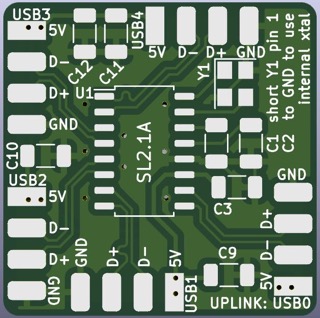 USB3
5V
D-
D+
GND
C12
C11
USB4
5V
D-
D+
GND
Y1
short Y1 pin 1
to GND to use
internal xtal
U1
SL2.1A
C1
C2
C10
USB2
5V
D-
D+
GND
C3
GND
D+
D-
5V
GND
D+
D-
5V
USB1
C9
UPLINK: USB0